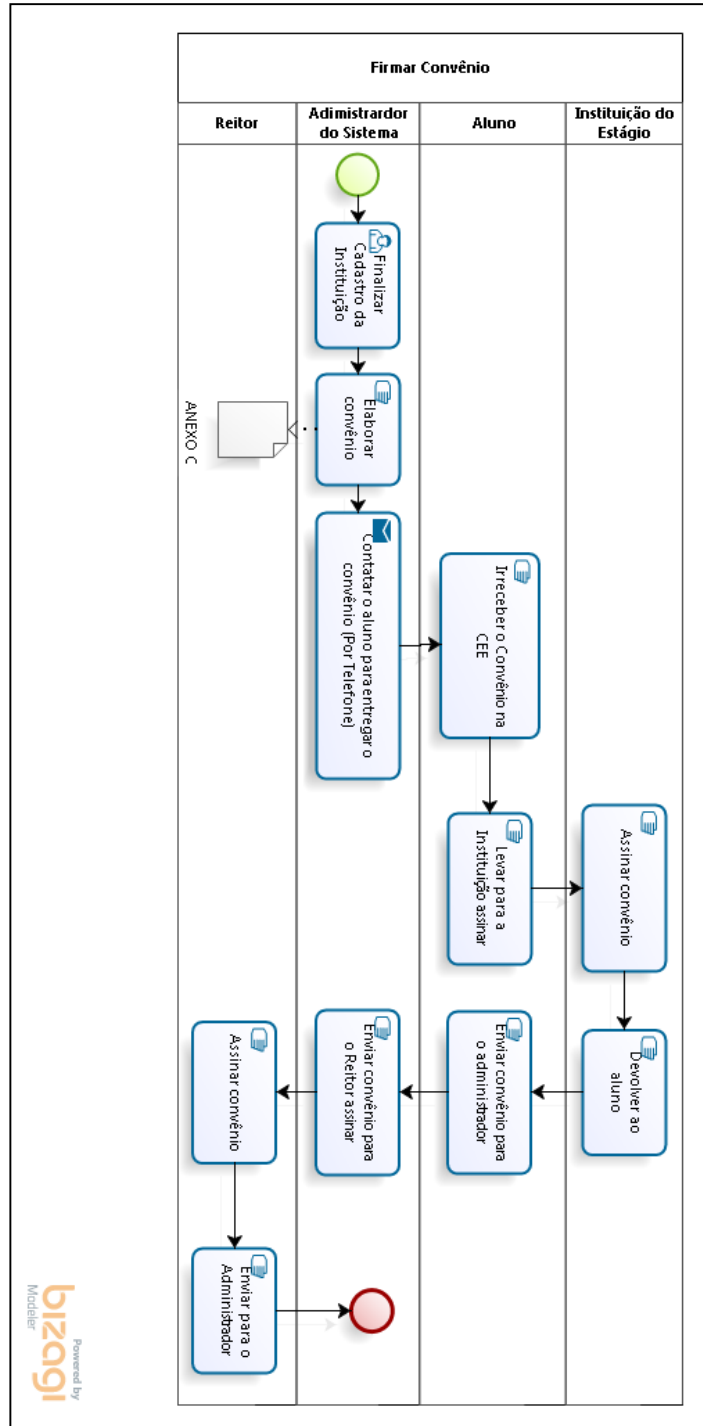 Firmar Convênio
Reitor
Adimistrardor
do Sistema
Aluno
Instituição do
Estágio
Finalizar
Cadastro da
Instituição
Elaborar
convênio
ANEXO C
Contatar o aluno para entregar o
convênio (Por Telefone)
Ir receber o Convênio na
CEE
Levar para a
Instituição assinar
Assinar convênio
Devolver ao
aluno
Enviar convênio para
o administrador
Enviar convênio para
o Reitor assinar
Assinar convênio
Enviar para o
Administrador
Powered by
bizagi
Modeler